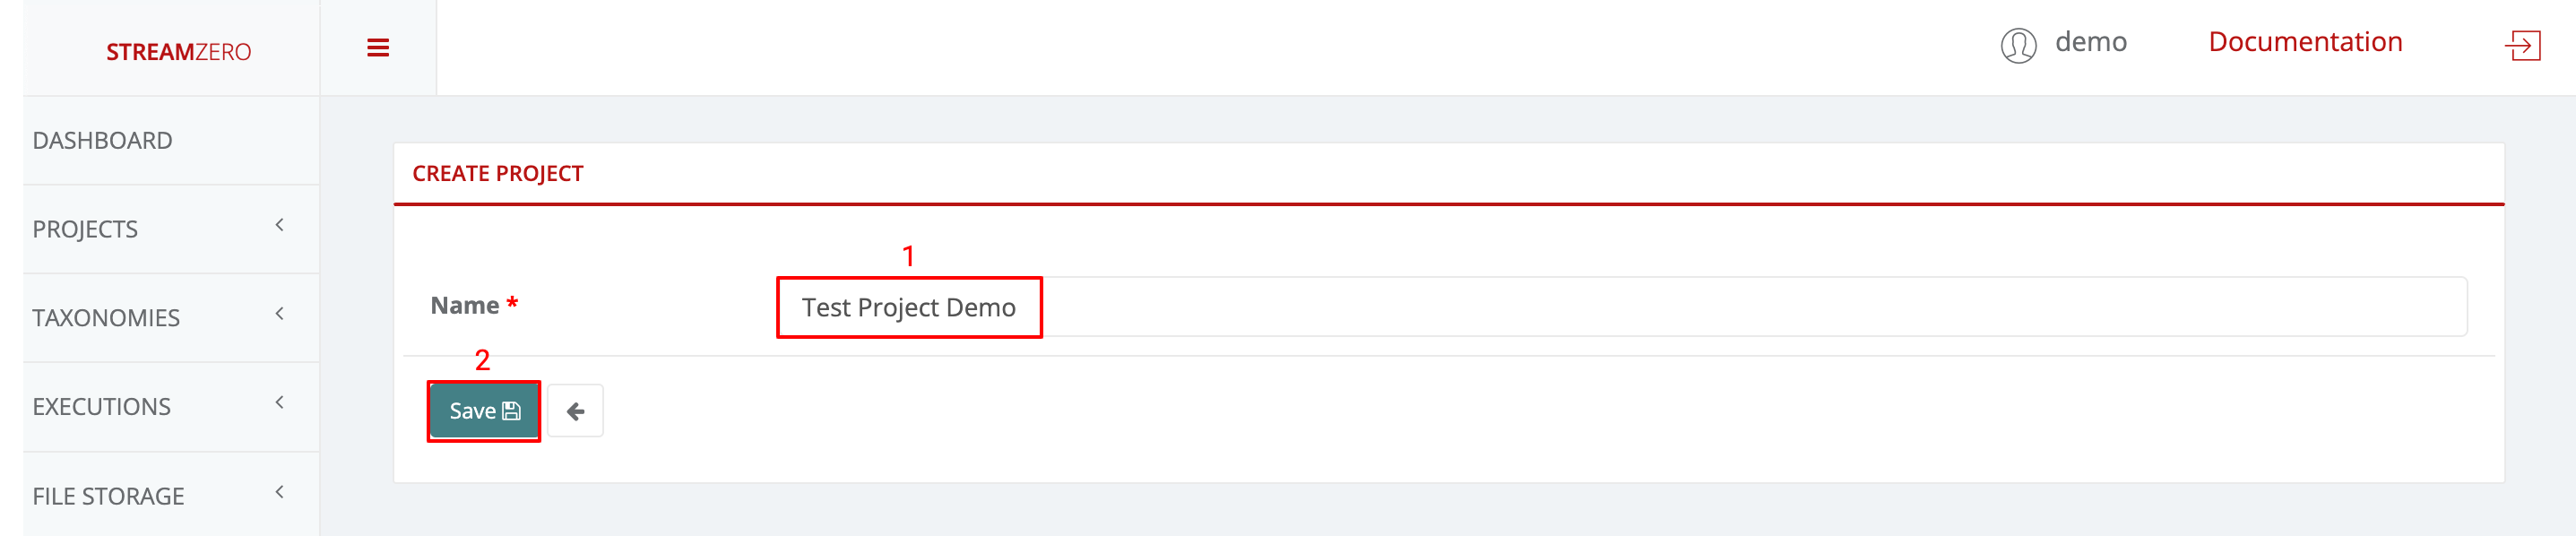 STREAMZERO
demo
Documentation
DASHBOARD
PROJECTS
TAXONOMIES
EXECUTIONS
FILE STORAGE
CREATE PROJECT
1
Name *
Test Project Demo
2
Save